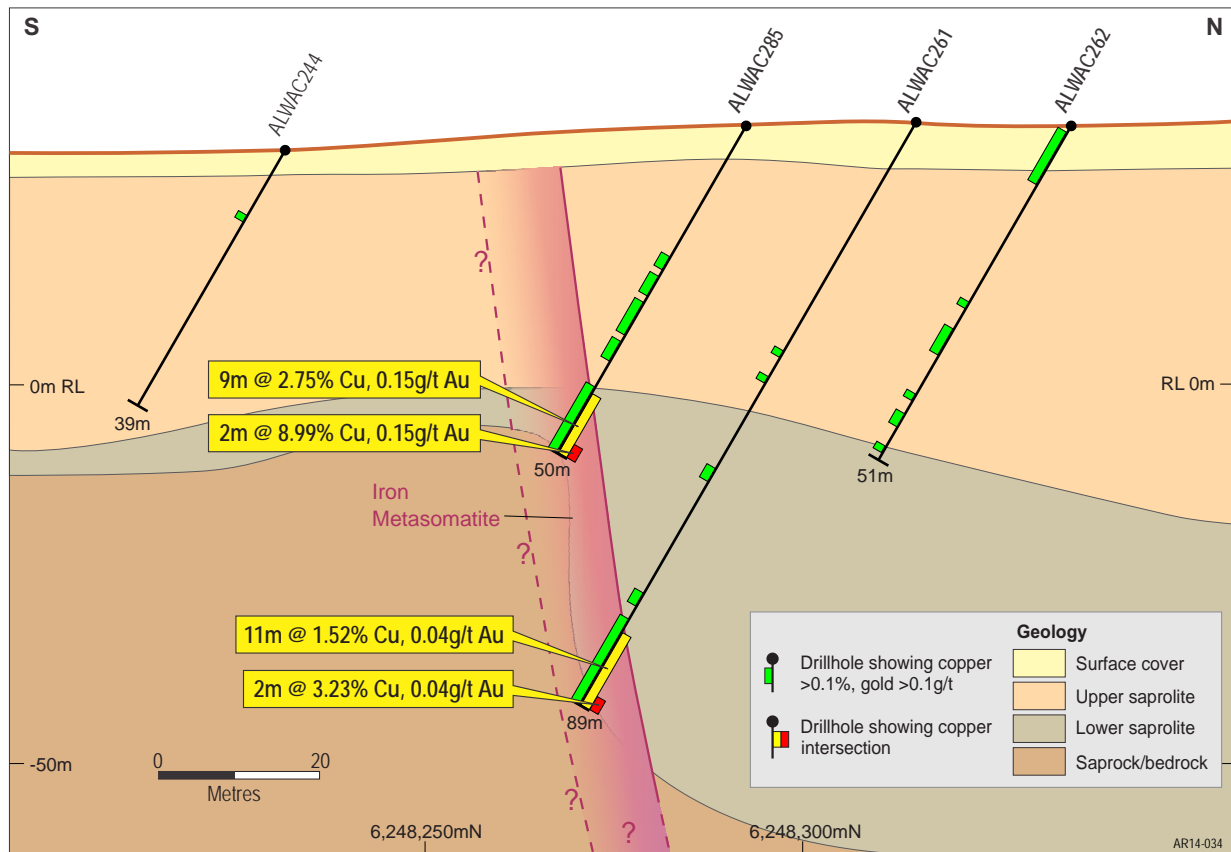 S
N
ALWAC244
ALWAC285
ALWAC261
ALWAC262
?
0m RL
RL 0m
9m @ 2.75% Cu, 0.15g/t Au
39m
2m @ 8.99% Cu, 0.15g/t Au
50m
51m
Iron
Metasomatite
?
11m @ 1.52% Cu, 0.04g/t Au
2m @ 3.23% Cu, 0.04g/t Au
89m
-50m
0
20
Metres
?
?
6,248,250mN
6,248,300mN
Drillhole showing copper
>0.1%, gold >0.1g/t
Drillhole showing copper
intersection
Geology
Surface cover
Upper saprolite
Lower saprolite
Saprock/bedrock
AR14-034